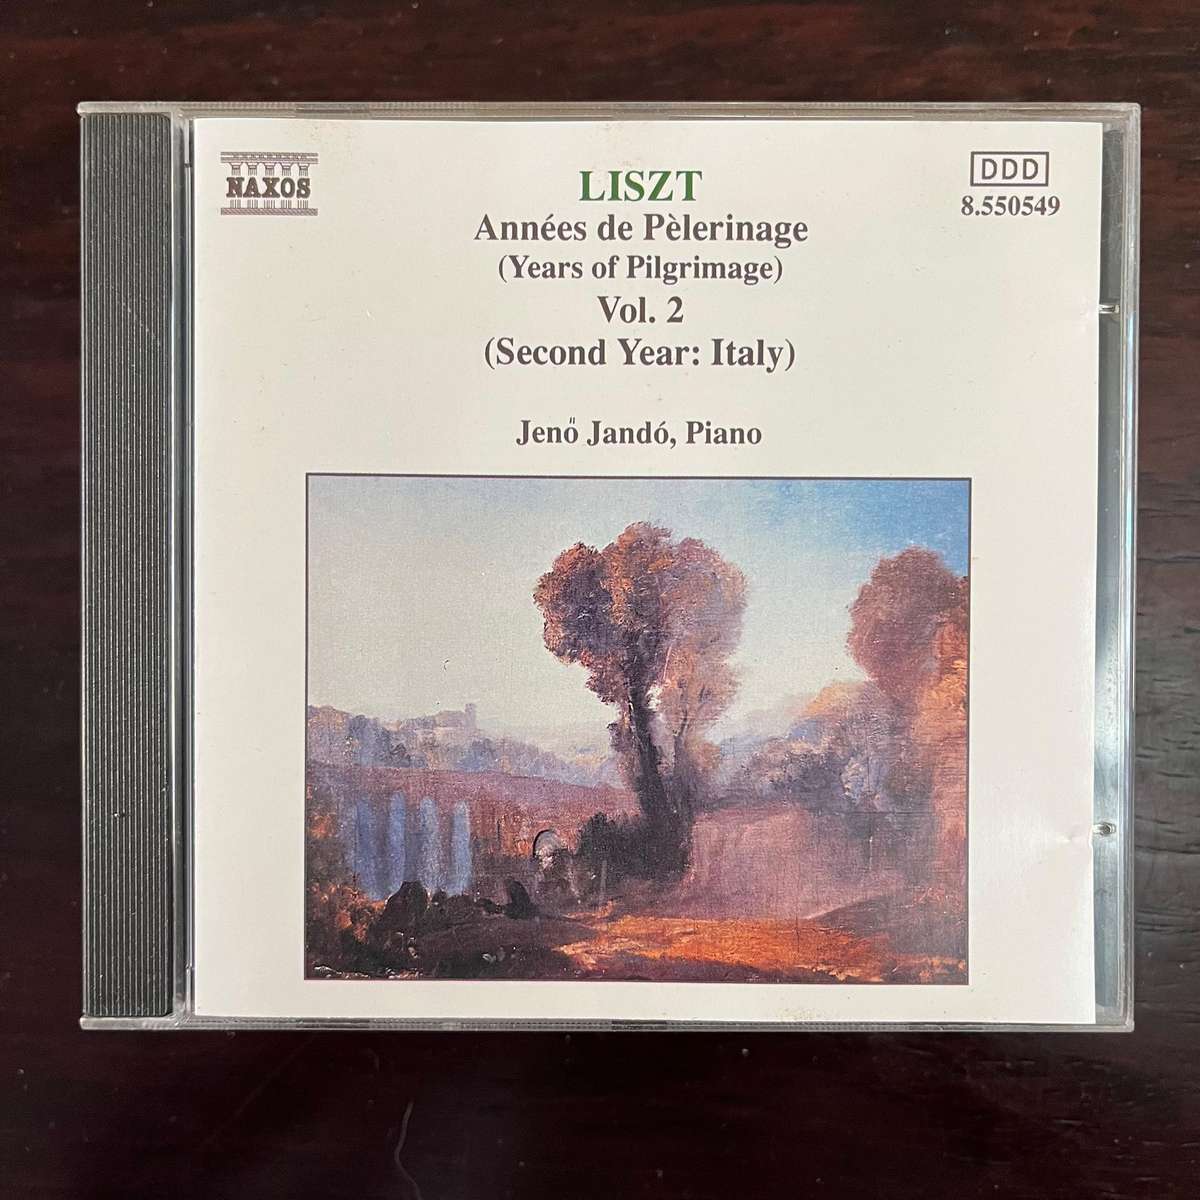 NAXOS
DDD
8.550549
LISZT
Années de Pèlerinage
(Years of Pilgrimage)
Vol. 2
(Second Year: Italy)
Jenő Jandó, Piano